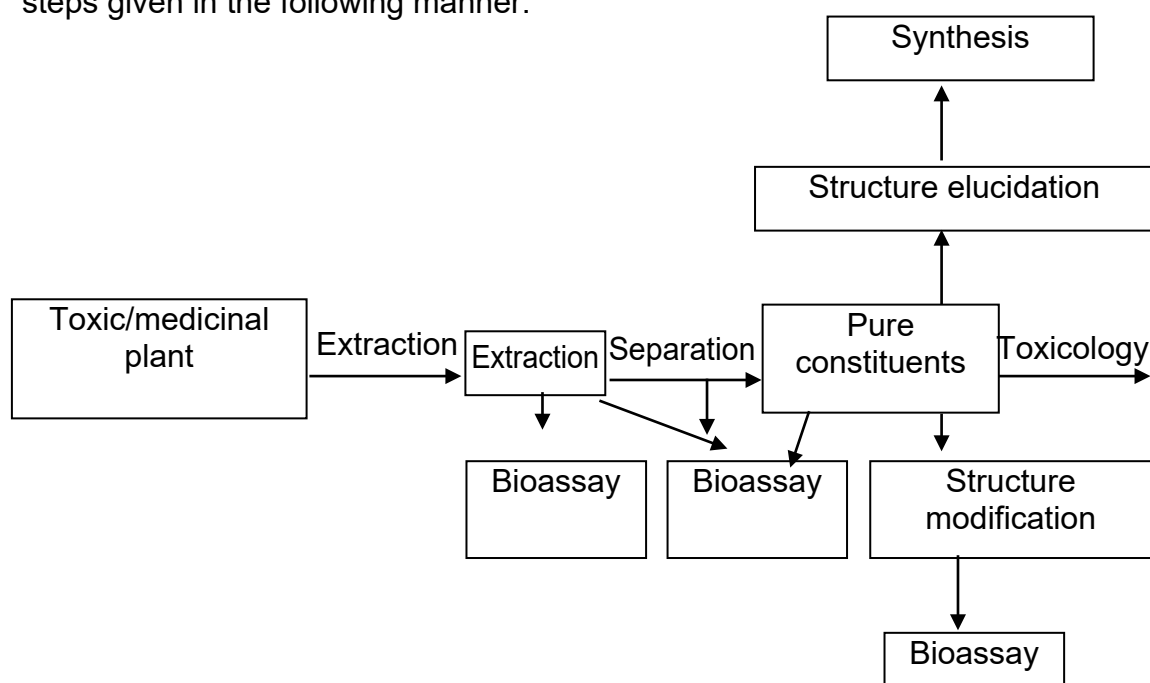 steps given in the following manner:
Synthesis
Structure elucidation
Toxic/medicinal
plant
Extraction
Extraction
Separation
Pure
constituents
Toxicology
Bioassay
Bioassay
Structure
modification
Bioassay